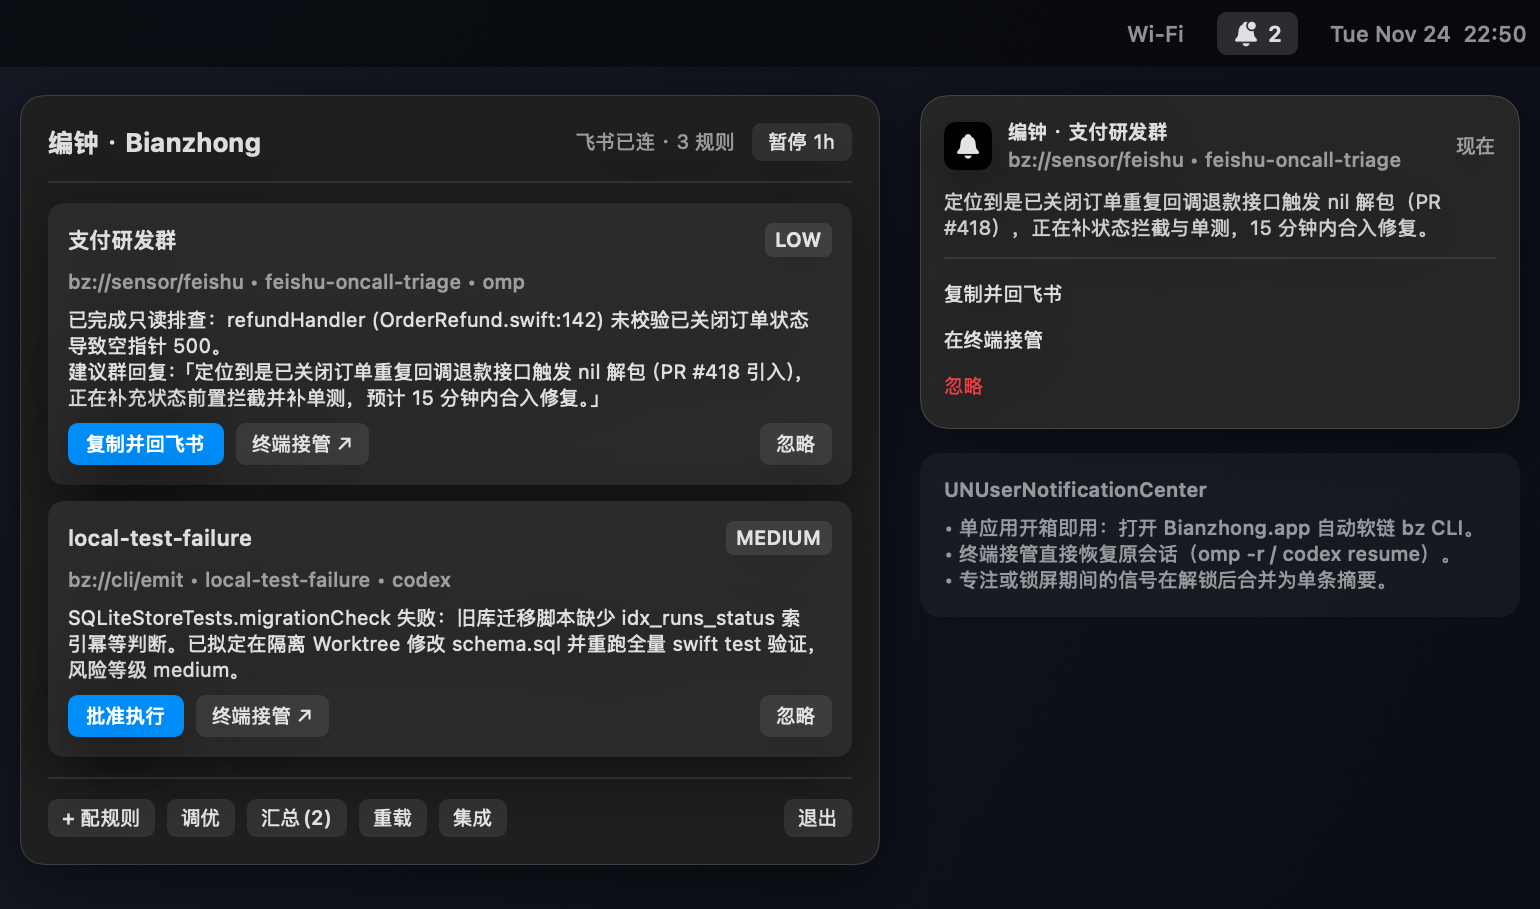 Wi-Fi
2
Tue Nov 24 22:50
编钟 · Bianzhong
飞书已连 · 3 规则
暂停 1h
支付研发群
LOW
bz://sensor/feishu • feishu-oncall-triage • omp
已完成只读排查：refundHandler (OrderRefund.swift:142) 未校验已关闭订单状态
导致空指针 500。
建议群回复：「定位到是已关闭订单重复回调退款接口触发 nil 解包 (PR #418 引入)，
正在补充状态前置拦截并补单测，预计 15 分钟内合入修复。」
复制并回飞书
终端接管 ↗
忽略
local-test-failure
MEDIUM
bz://cli/emit • local-test-failure • codex
SQLiteStoreTests.migrationCheck 失败：旧库迁移脚本缺少 idx_runs_status 索
引幂等判断。已拟定在隔离 Worktree 修改 schema.sql 并重跑全量 swift test 验证，
风险等级 medium。
批准执行
终端接管 ↗
忽略
+ 配规则
调优
汇总 (2)
重载
集成
退出
编钟 · 支付研发群
bz://sensor/feishu • feishu-oncall-triage
现在
定位到是已关闭订单重复回调退款接口触发 nil 解包（PR
#418），正在补状态拦截与单测，15 分钟内合入修复。
复制并回飞书
在终端接管
忽略
UNUserNotificationCenter
• 单应用开箱即用：打开 Bianzhong.app 自动软链 bz CLI。
• 终端接管直接恢复原会话（omp -r / codex resume）。
• 专注或锁屏期间的信号在解锁后合并为单条摘要。